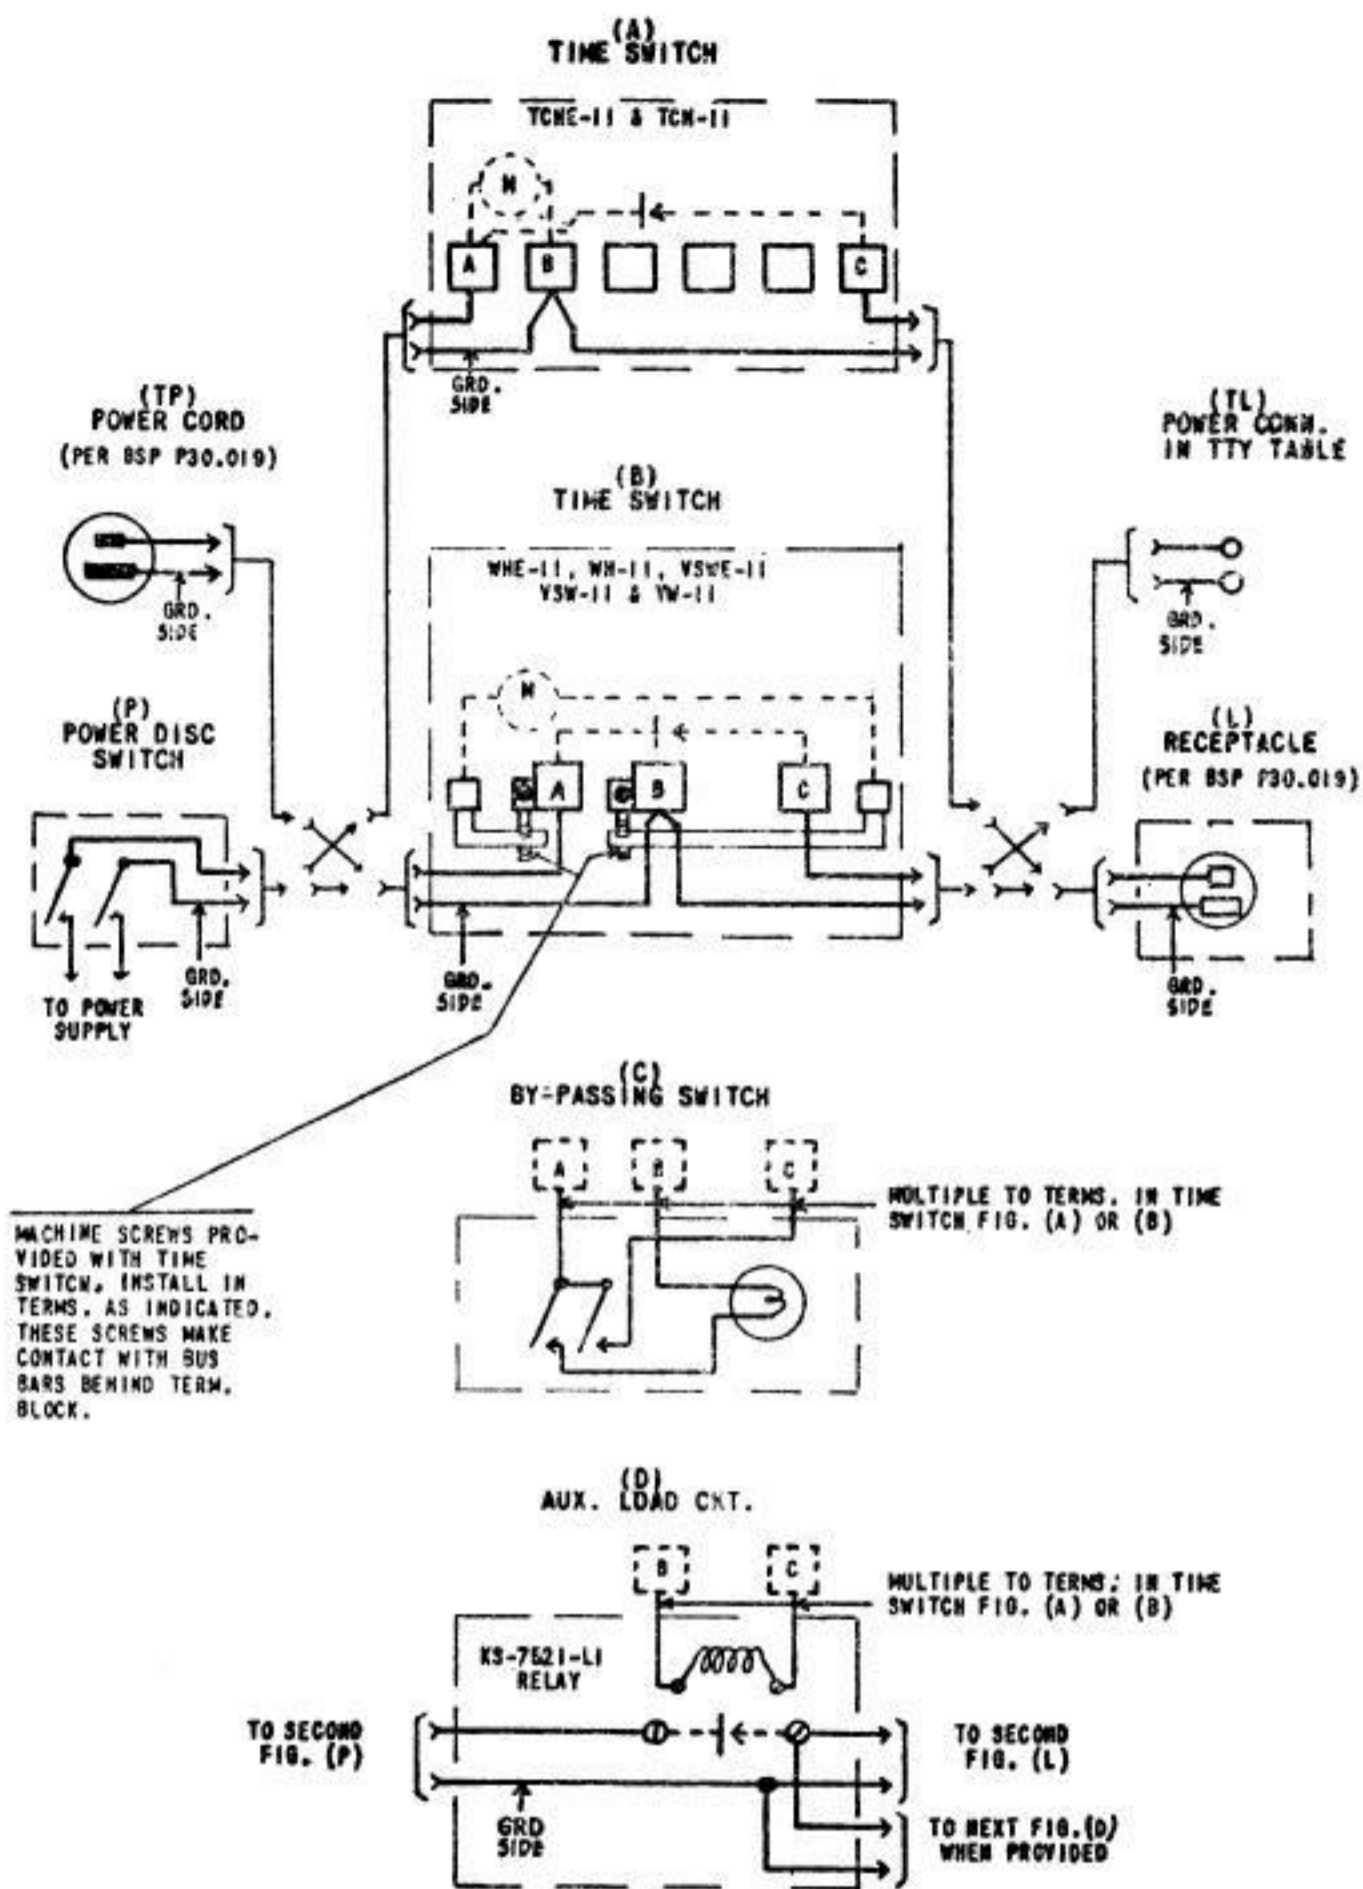 (A)
TIME SWITCH
TCHE-11 & TCH-11
M
A
B
C
GRD.
SIDE
(TP)
POWER CORD
(PER BSP P30.019)
GRD.
SIDE
(TL)
POWER CONN.
IN TTY TABLE
GRD.
SIDE
(B)
TIME SWITCH
WHE-11, WH-11, VSWE-11
VSW-11 & VW-11
M
A
B
C
GRD.
SIDE
(P)
POWER DISC
SWITCH
GRD.
SIDE
TO POWER
SUPPLY
(L)
RECEPTACLE
(PER BSP P30.019)
GRD.
SIDE
(C)
BY-PASSING SWITCH
A
B
C
MULTIPLE TO TERMS. IN TIME
SWITCH FIG. (A) OR (B)
MACHINE SCREWS PRO-
VIDED WITH TIME
SWITCH, INSTALL IN
TERMS. AS INDICATED.
THESE SCREWS MAKE
CONTACT WITH BUS
BARS BEHIND TERM.
BLOCK.
(D)
AUX. LOAD CKT.
B
C
MULTIPLE TO TERMS. IN TIME
SWITCH FIG. (A) OR (B)
KS-7521-L1
RELAY
TO SECOND
FIG. (P)
GRD
SIDE
TO SECOND
FIG. (L)
TO NEXT FIG.(D)
WHEN PROVIDED